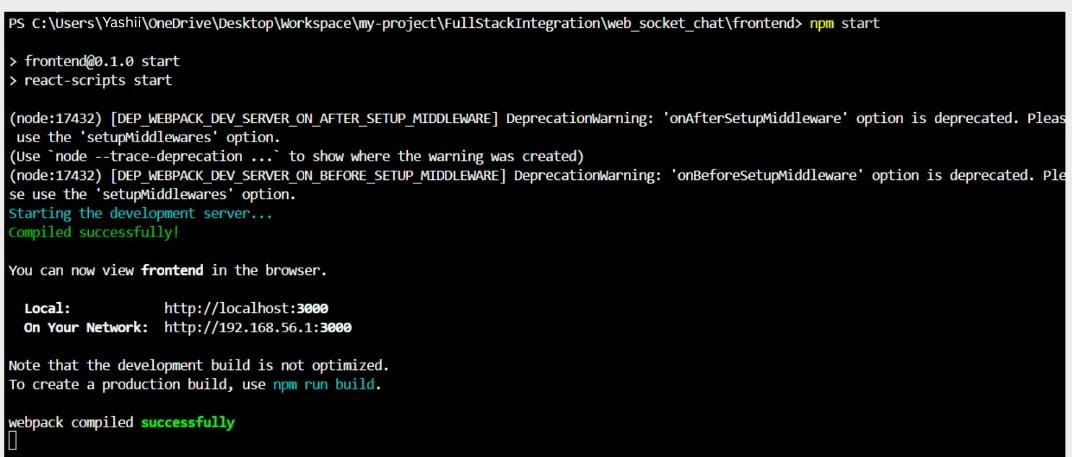 PS C:\Users\Yashii\OneDrive\Desktop\Workspace\my-project\FullStackIntegration\web_socket_chat\frontend> npm start
> frontend@0.1.0 start
> react-scripts start
(node:17432) [DEP_WEBPACK_DEV_SERVER_ON_AFTER_SETUP_MIDDLEWARE] DeprecationWarning: 'onAfterSetupMiddleware' option is deprecated. Pleas
use the 'setupMiddlewares' option.
(Use `node --trace-deprecation ...` to show where the warning was created)
(node:17432) [DEP_WEBPACK_DEV_SERVER_ON_BEFORE_SETUP_MIDDLEWARE] DeprecationWarning: 'onBeforeSetupMiddleware' option is deprecated. Ple
se use the 'setupMiddlewares' option.
Starting the development server...
Compiled successfully!
You can now view frontend in the browser.
Local: http://localhost:3000
On Your Network: http://192.168.56.1:3000
Note that the development build is not optimized.
To create a production build, use npm run build.
webpack compiled successfully